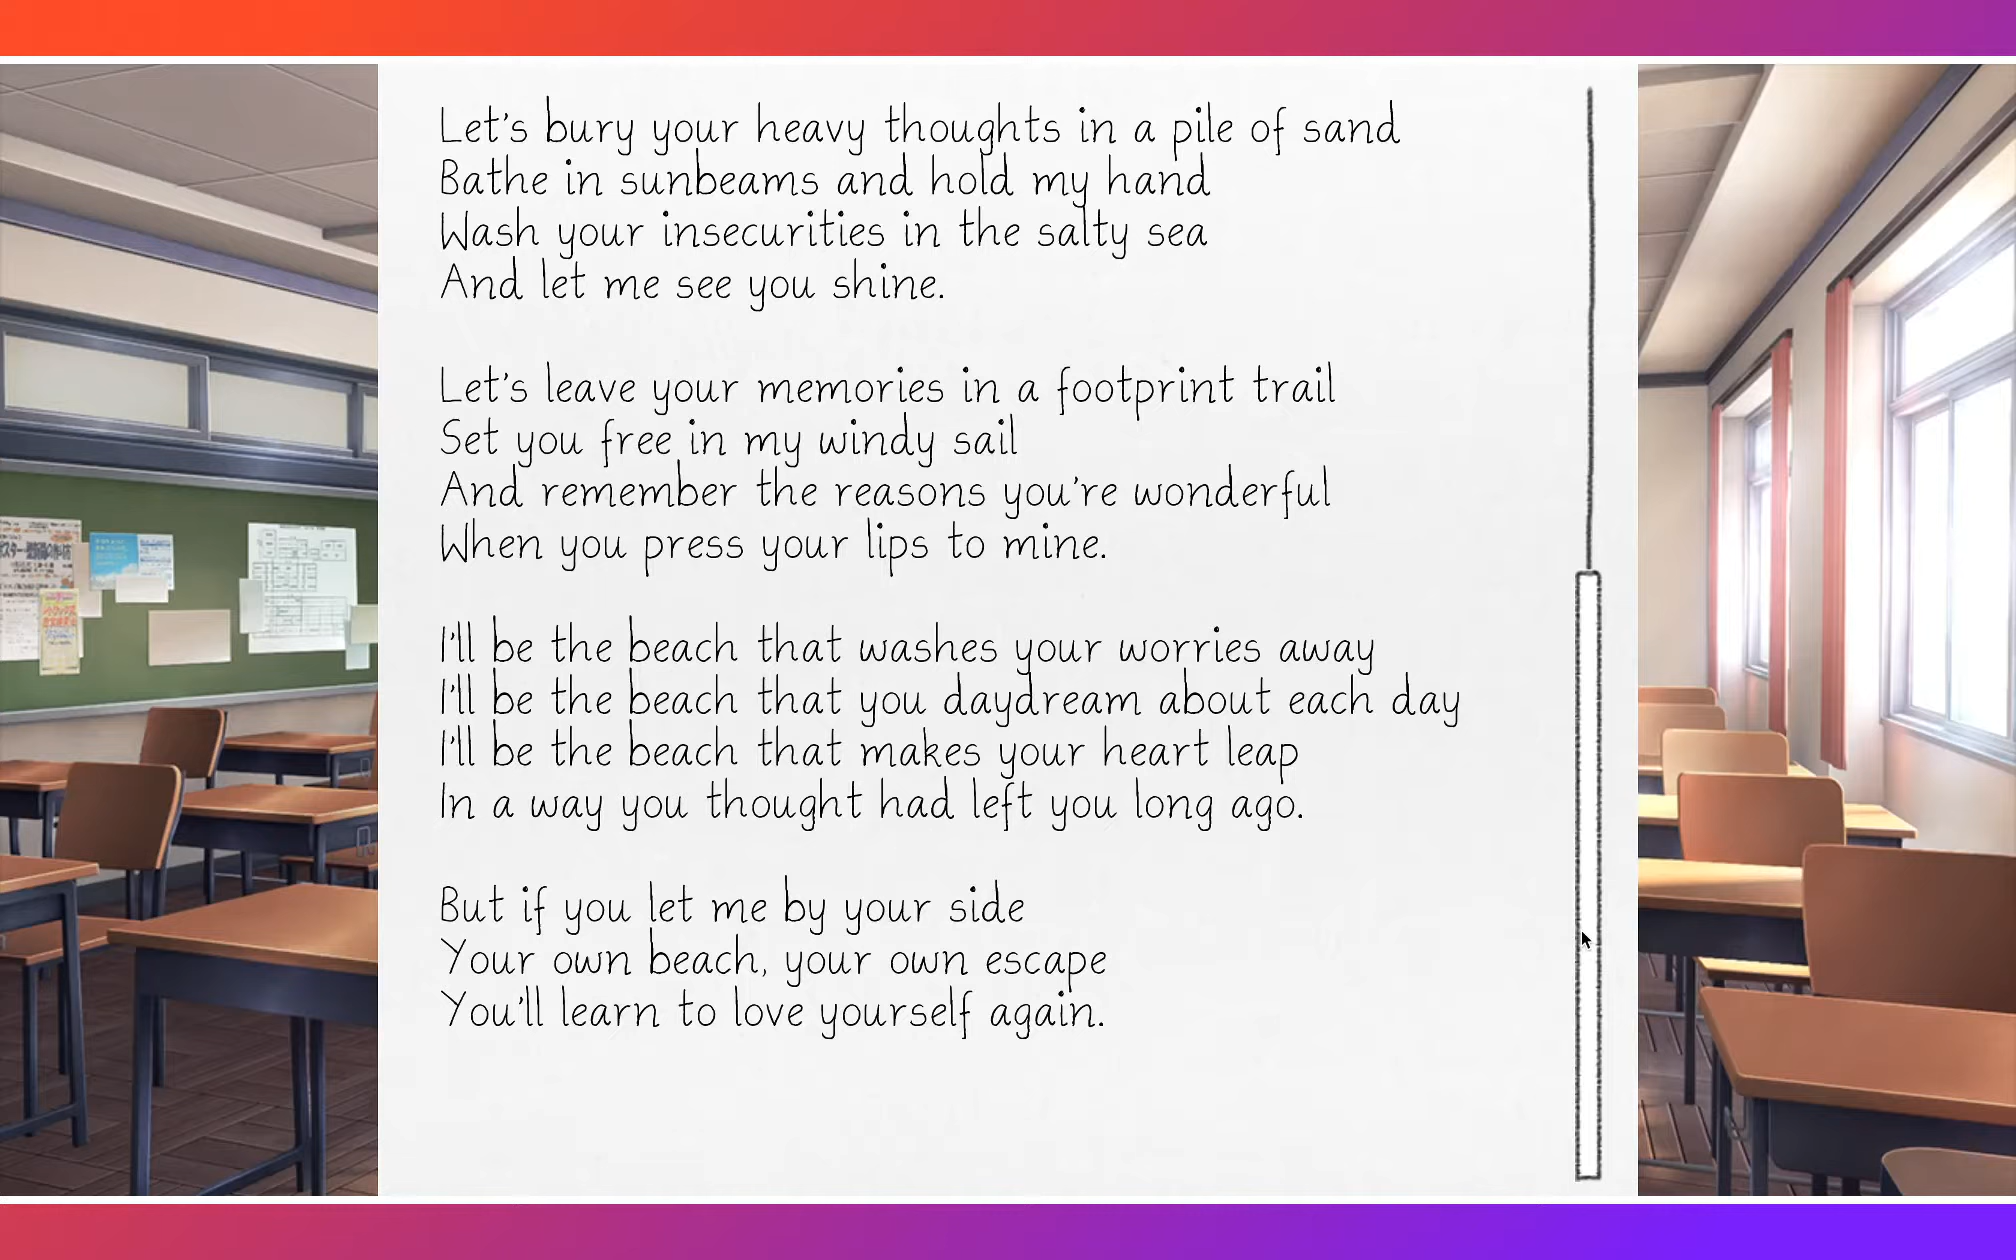 Let's bury your heavy thoughts in a pile of sand
Bathe in sunbeams and hold my hand
Wash your insecurities in the salty sea
And let me see you shine.
Let's leave your memories in a footprint trail
Set you free in my windy sail
And remember the reasons you're wonderful
When you press your lips to mine.
I'll be the beach that washes your worries away
I'll be the beach that you daydream about each day
I'll be the beach that makes your heart leap
In a way you thought had left you long ago.
But if you let me by your side
Your own beach, your own escape
You'll learn to love yourself again.